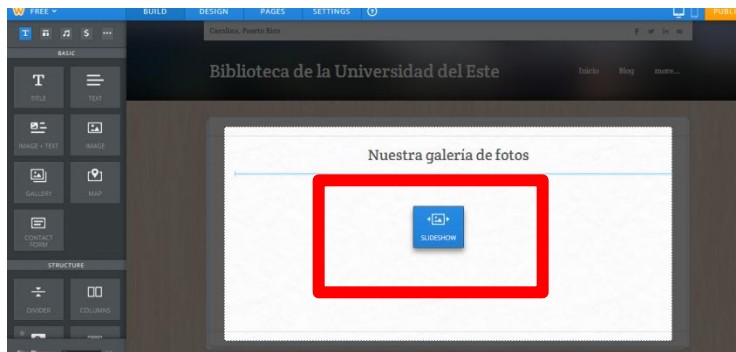 FREE BUILD DESIGN PAGES SETTINGS ? PUBLI
T $ ...
Carolina, Puerto Rico
BASIC
Biblioteca de la Universidad del Este
Inicio Blog more...
TITLE TEXT
IMAGE + TEXT IMAGE
GALLERY MAP
CONTACT
FORM
Nuestra galería de fotos
SLIDESHOW
STRUCTURE
DIVIDER COLUMNS